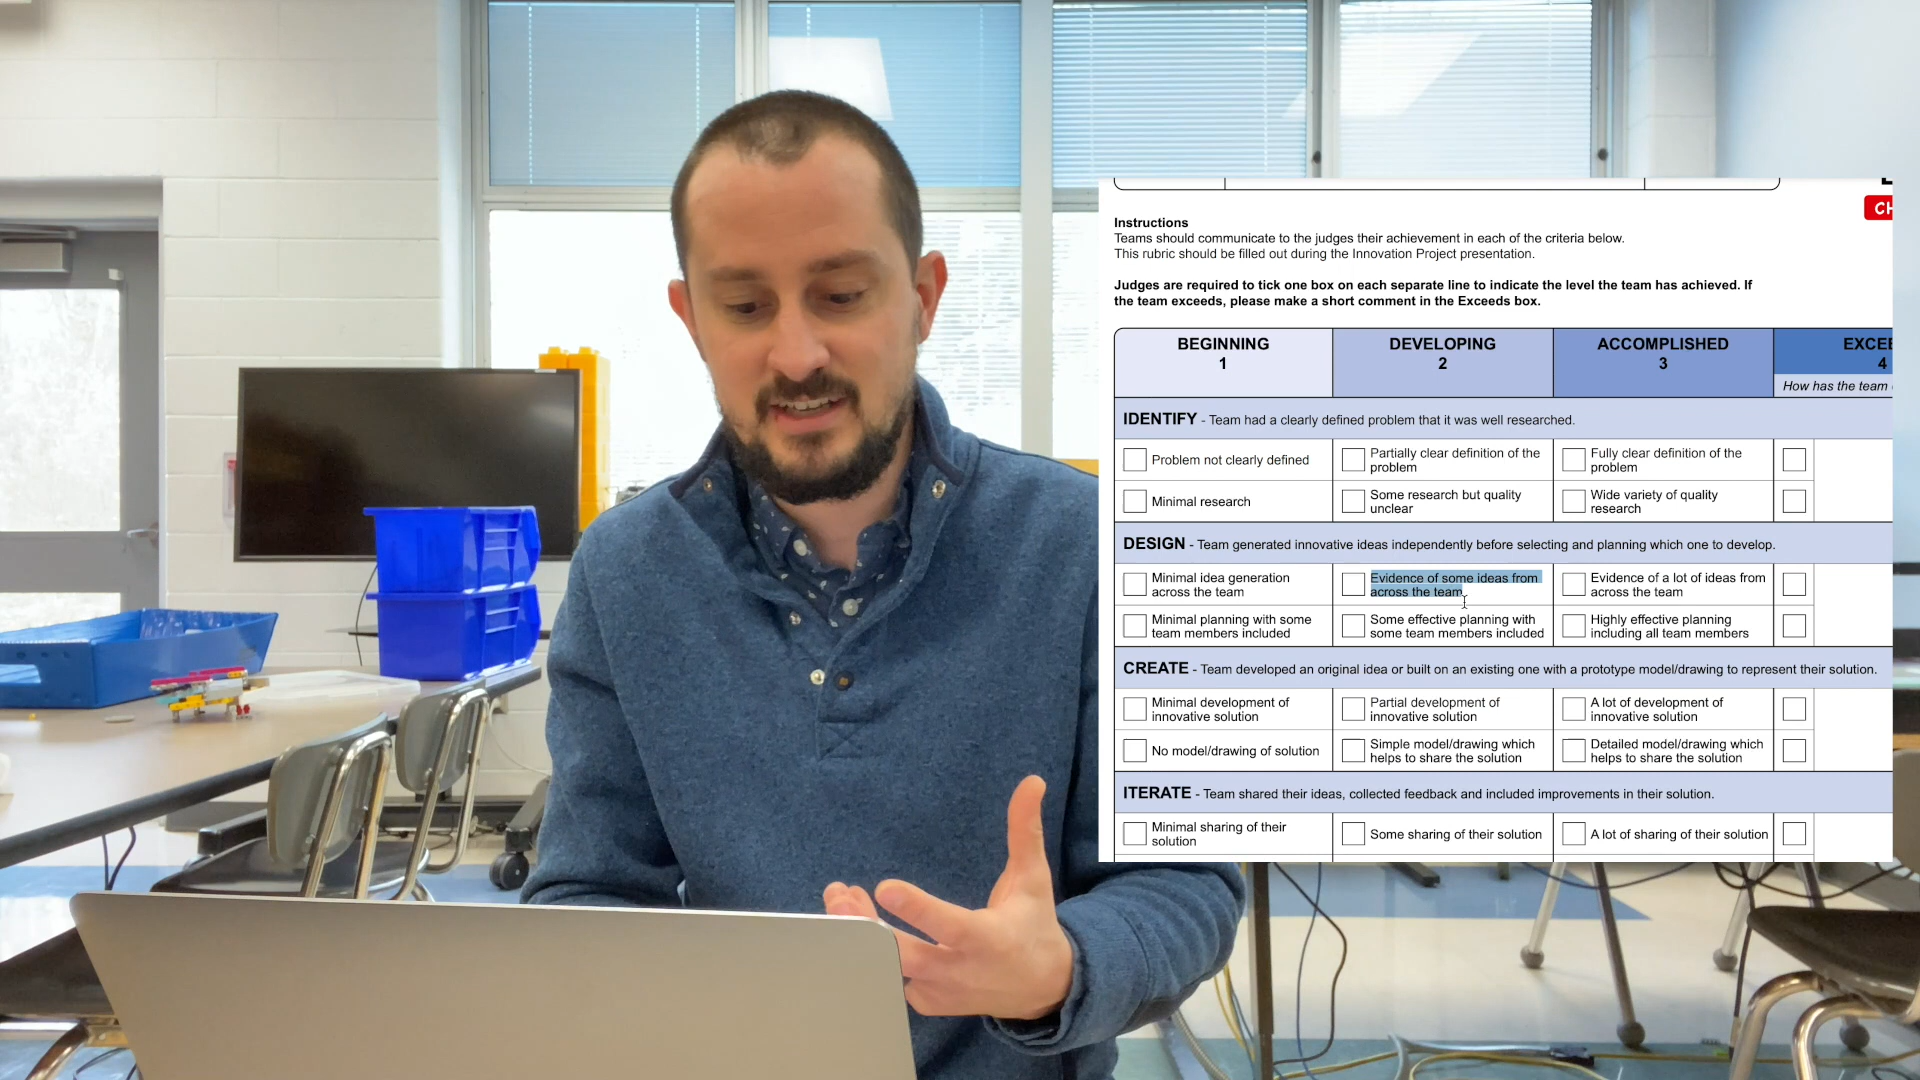 Instructions
Teams should communicate to the judges their achievement in each of the criteria below.
This rubric should be filled out during the Innovation Project presentation.
Judges are required to tick one box on each separate line to indicate the level the team has achieved. If
the team exceeds, please make a short comment in the Exceeds box.
BEGINNING
1
DEVELOPING
2
ACCOMPLISHED
3
4
How has the team
IDENTIFY - Team had a clearly defined problem that it was well researched.
Problem not clearly defined
Partially clear definition of the
problem
Fully clear definition of the
problem
Minimal research
Some research but quality
unclear
Wide variety of quality
research
DESIGN - Team generated innovative ideas independently before selecting and planning which one to develop.
Minimal idea generation
across the team
Evidence of some ideas from
across the team
Evidence of a lot of ideas from
across the team
Minimal planning with some
team members included
Some effective planning with
some team members included
Highly effective planning
including all team members
CREATE - Team developed an original idea or built on an existing one with a prototype model/drawing to represent their solution.
Minimal development of
innovative solution
Partial development of
innovative solution
A lot of development of
innovative solution
No model/drawing of solution
Simple model/drawing which
helps to share the solution
Detailed model/drawing which
helps to share the solution
ITERATE - Team shared their ideas, collected feedback and included improvements in their solution.
Minimal sharing of their
solution
Some sharing of their solution
A lot of sharing of their solution